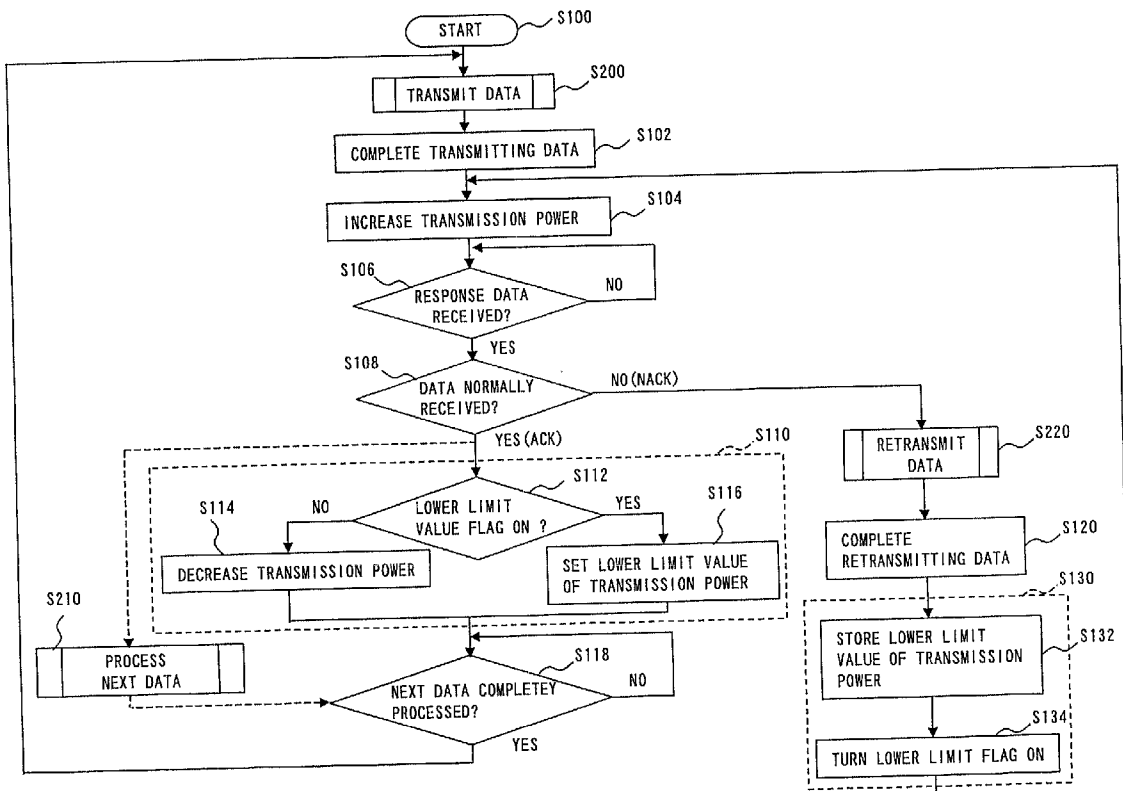 START
S100
TRANSMIT DATA
S200
COMPLETE TRANSMITTING DATA
S102
INCREASE TRANSMISSION POWER
S104
S106
RESPONSE DATA
RECEIVED?
NO
YES
S108
DATA NORMALLY
RECEIVED?
NO(NACK)
YES(ACK)
S110
RETRANSMIT
DATA
S220
S112
LOWER LIMIT
VALUE FLAG ON ?
NO
YES
S114
DECREASE TRANSMISSION POWER
S116
SET LOWER LIMIT VALUE
OF TRANSMISSION POWER
COMPLETE
RETRANSMITTING DATA
S120
S130
STORE LOWER LIMIT
VALUE OF TRANSMISSION
POWER
S132
S210
PROCESS
NEXT DATA
S118
NEXT DATA COMPLETEY
PROCESSED?
NO
YES
S134
TURN LOWER LIMIT FLAG ON